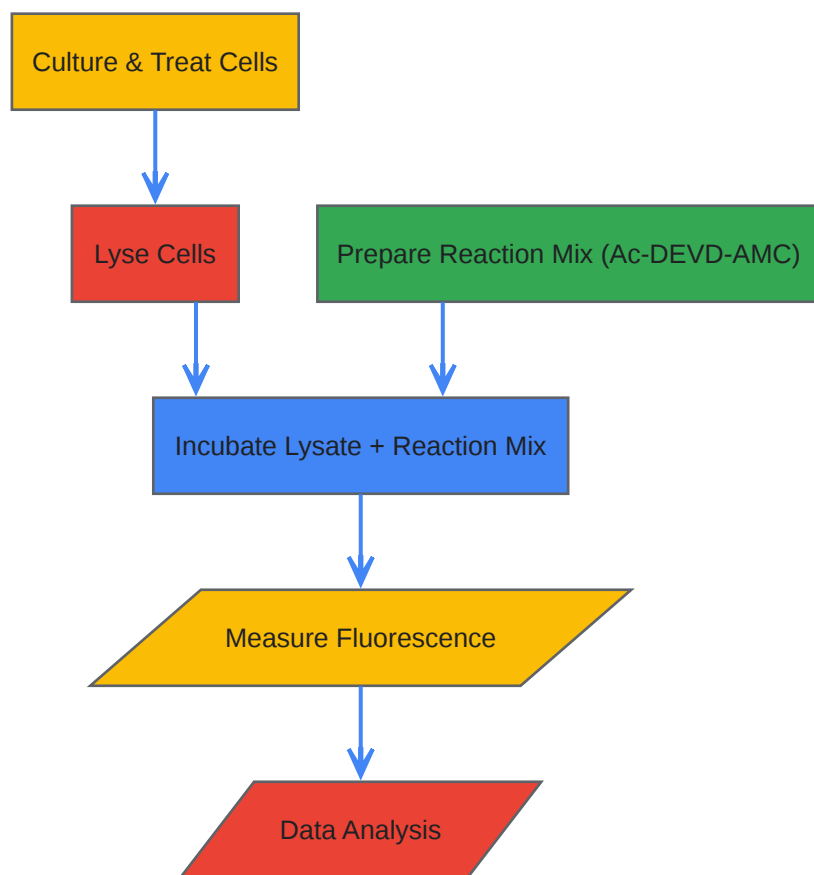 Culture & Treat Cells
Lyse Cells
Prepare Reaction Mix (Ac-DEVD-AMC)
Incubate Lysate + Reaction Mix
Measure Fluorescence
Data Analysis